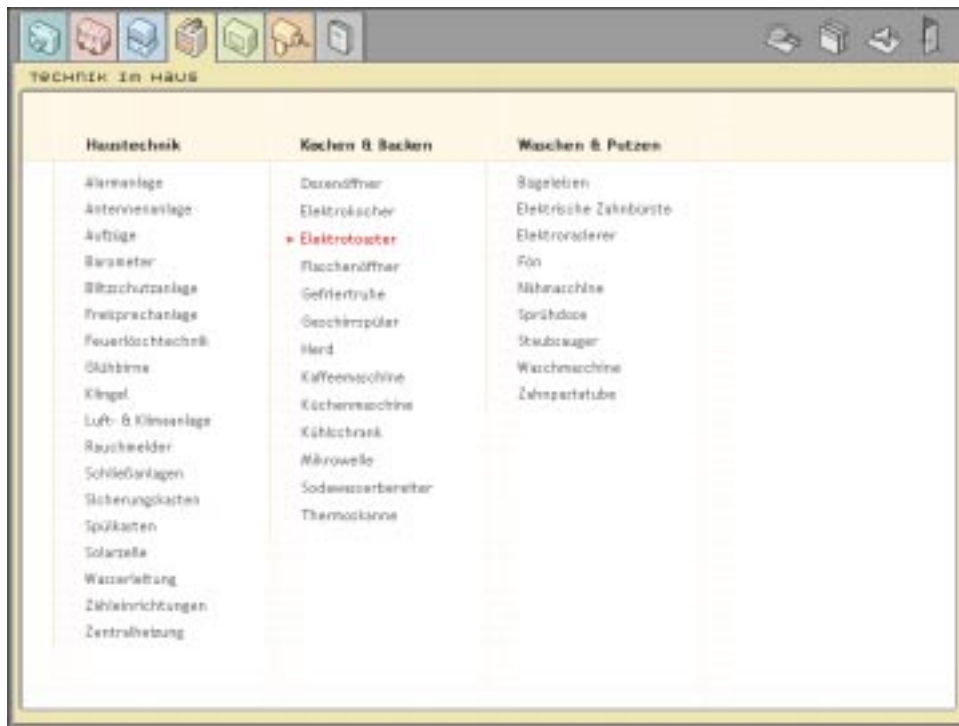 Technik im Haus
Haustechnik
Alarmanlage
Antennenanlage
Aufzüge
Barometer
Blitzschutzanlage
Freisprechanlage
Feuerlöschtechnik
Glühbirne
Klingel
Luft- & Klimaanlage
Rauchmelder
Schließanlagen
Sicherungskasten
Spülkasten
Solarzelle
Wasserleitung
Zähleinrichtungen
Zentralheizung
Kochen & Backen
Dosenöffner
Elektrokocher
Elektrotoaster
Flaschenöffner
Gefriertruhe
Geschirrspüler
Herd
Kaffeemaschine
Küchenmaschine
Kühlschrank
Mikrowelle
Sodawasserbereiter
Thermoskanne
Waschen & Putzen
Bügeleisen
Elektrische Zahnbürste
Elektrorasierer
Fön
Nähmaschine
Sprühdose
Staubsauger
Waschmaschine
Zahnpastatube